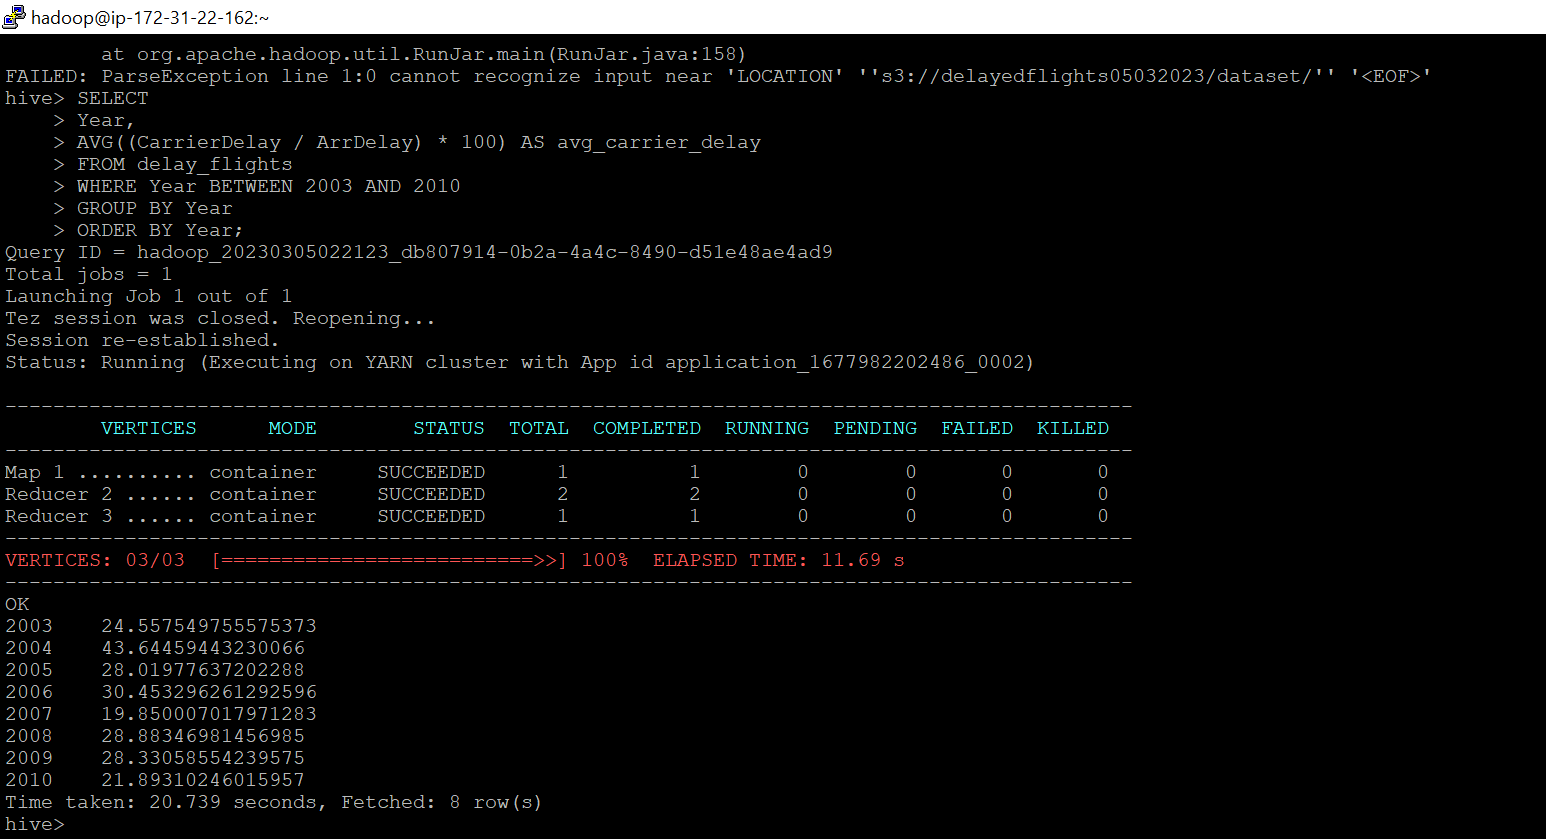 hadoop@ip-172-31-22-162:~
        at org.apache.hadoop.util.RunJar.main(RunJar.java:158)
FAILED: ParseException line 1:0 cannot recognize input near 'LOCATION' ''s3://delayedflights05032023/dataset/'' '<EOF>'
hive> SELECT
    > Year,
    > AVG((CarrierDelay / ArrDelay) * 100) AS avg_carrier_delay
    > FROM delay_flights
    > WHERE Year BETWEEN 2003 AND 2010
    > GROUP BY Year
    > ORDER BY Year;
Query ID = hadoop_20230305022123_db807914-0b2a-4a4c-8490-d51e48ae4ad9
Total jobs = 1
Launching Job 1 out of 1
Tez session was closed. Reopening...
Session re-established.
Status: Running (Executing on YARN cluster with App id application_1677982202486_0002)
----------------------------------------------------------------------------------------------
        VERTICES      MODE        STATUS  TOTAL  COMPLETED  RUNNING  PENDING  FAILED  KILLED
----------------------------------------------------------------------------------------------
Map 1 .......... container     SUCCEEDED      1          1        0        0       0       0
Reducer 2 ...... container     SUCCEEDED      2          2        0        0       0       0
Reducer 3 ...... container     SUCCEEDED      1          1        0        0       0       0
----------------------------------------------------------------------------------------------
VERTICES: 03/03  [==========================>>] 100%  ELAPSED TIME: 11.69 s
----------------------------------------------------------------------------------------------
OK
2003    24.557549755575373
2004    43.64459443230066
2005    28.01977637202288
2006    30.453296261292596
2007    19.850007017971283
2008    28.88346981456985
2009    28.33058554239575
2010    21.89310246015957
Time taken: 20.739 seconds, Fetched: 8 row(s)
hive>